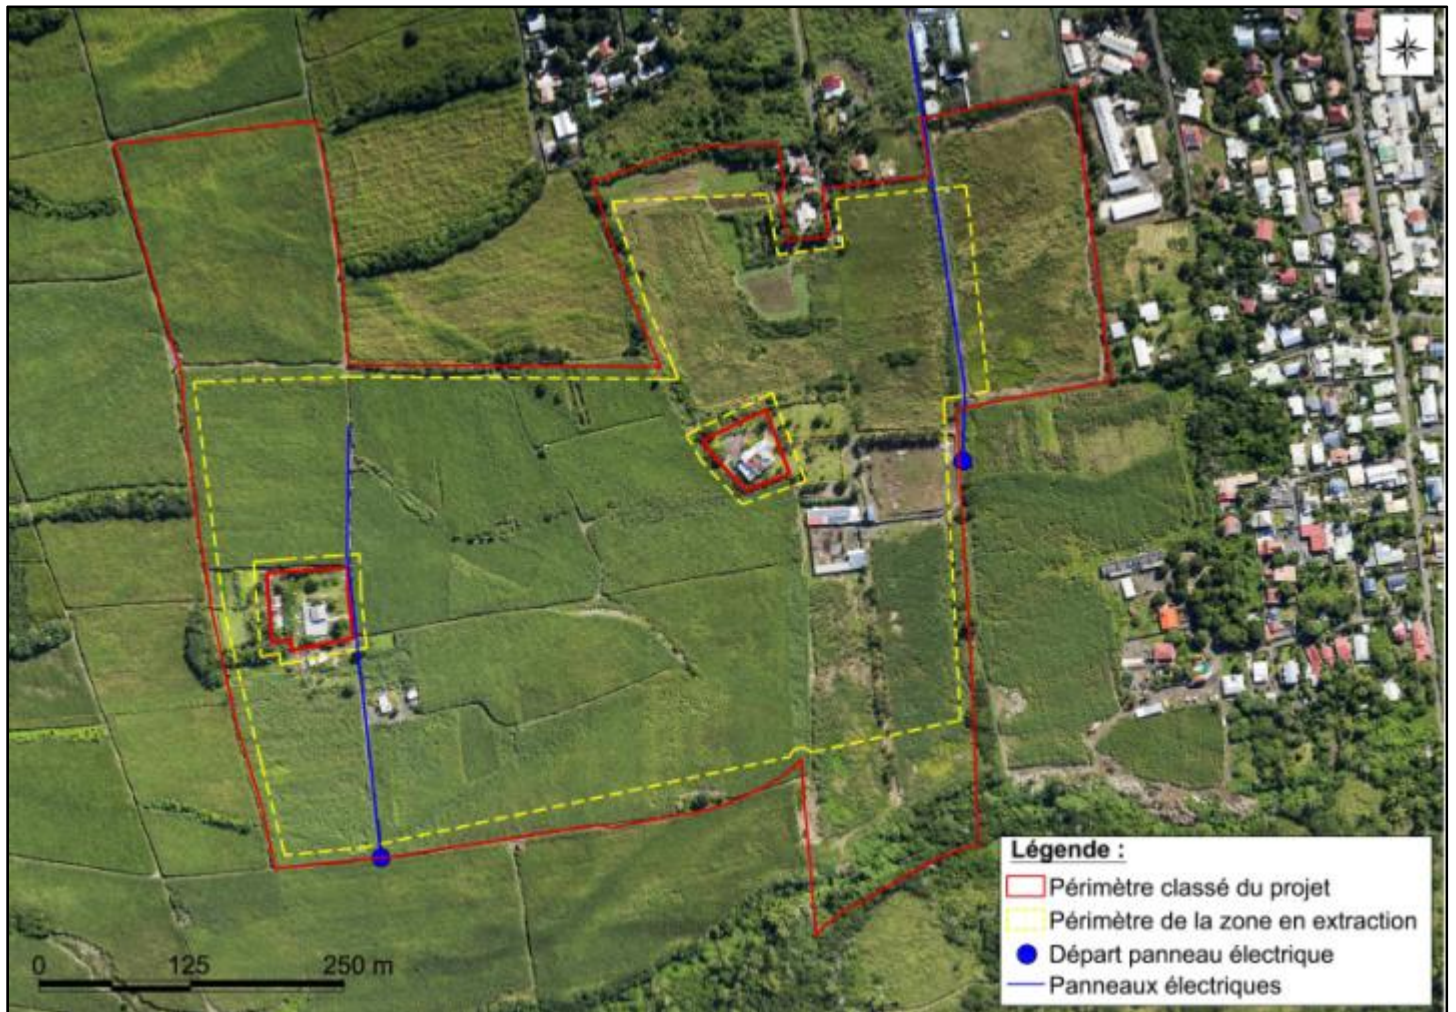 Légende :
Périmètre classé du projet
Périmètre de la zone en extraction
Départ panneau électrique
Panneaux électriques
0 125 250 m